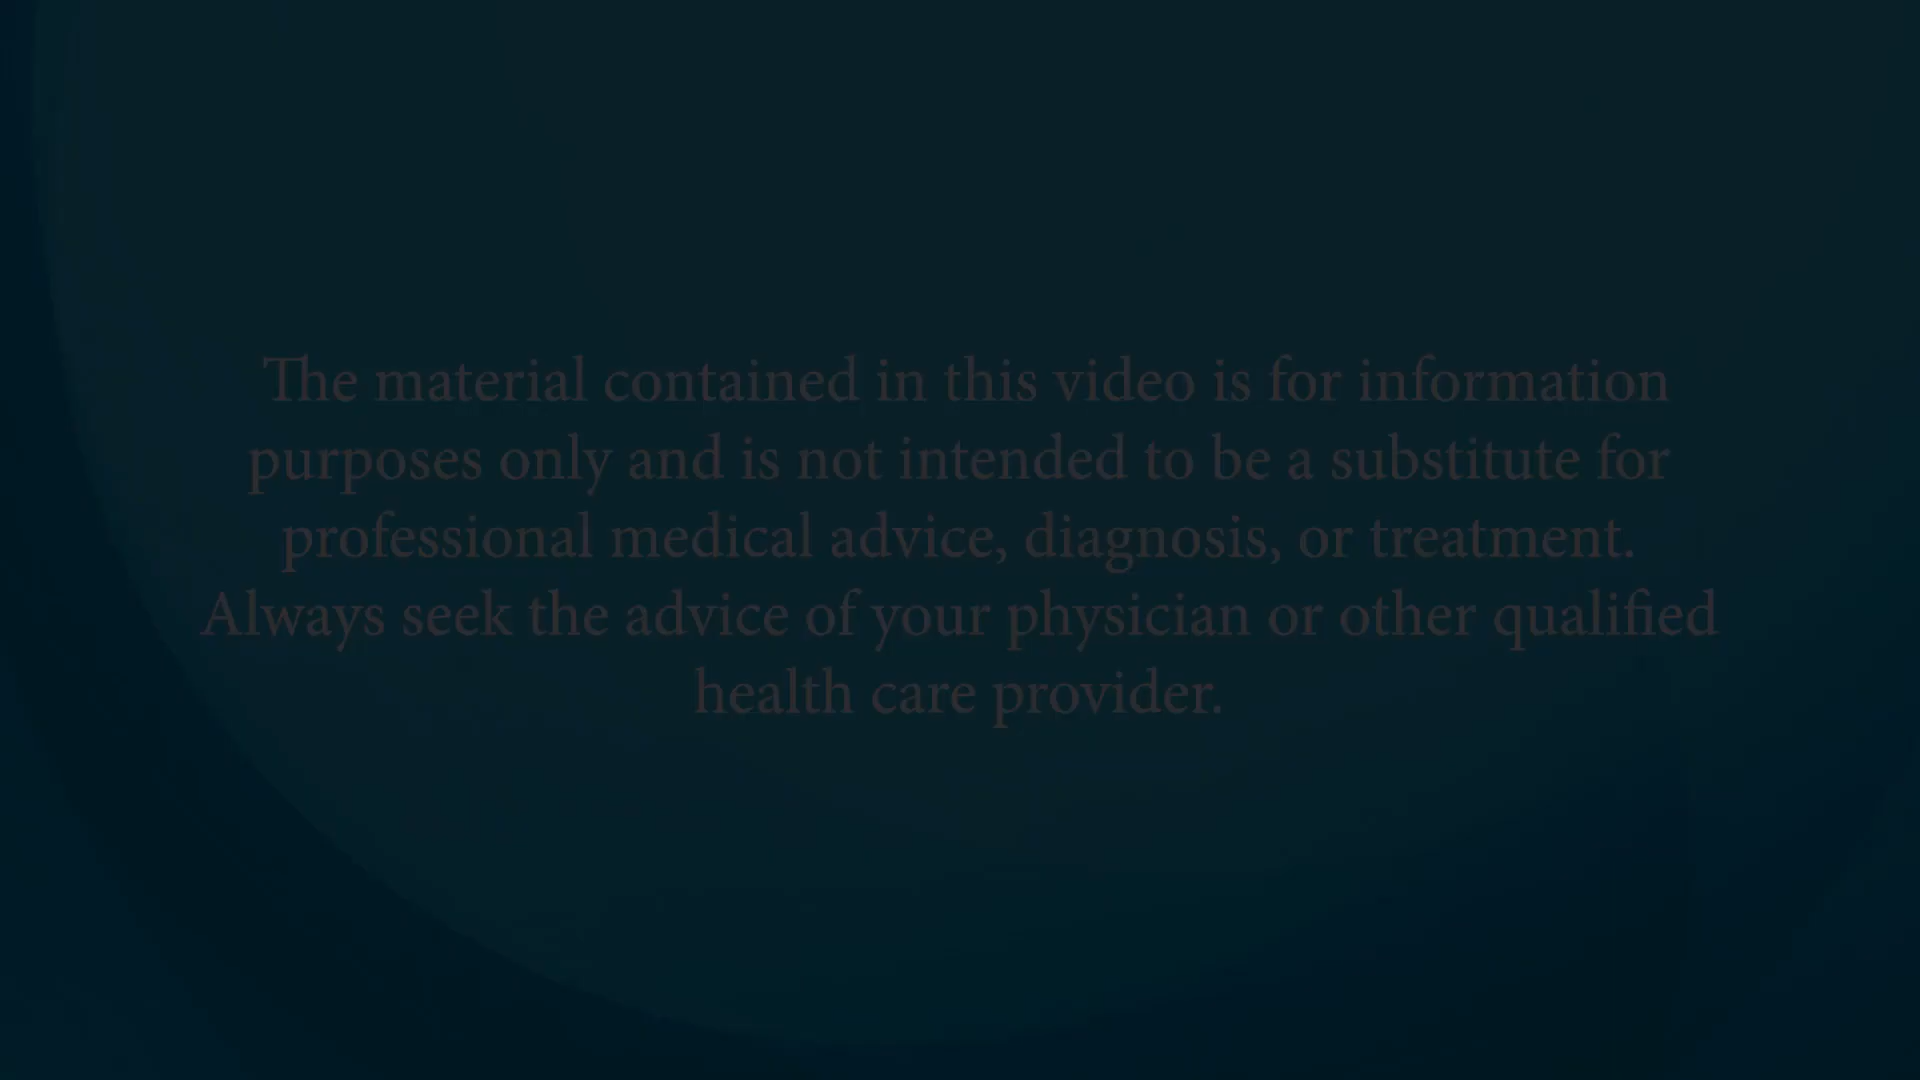 The material contained in this video is for information
purposes only and is not intended to be a substitute for
professional medical advice, diagnosis, or treatment.
Always seek the advice of your physician or other qualified
health care provider.